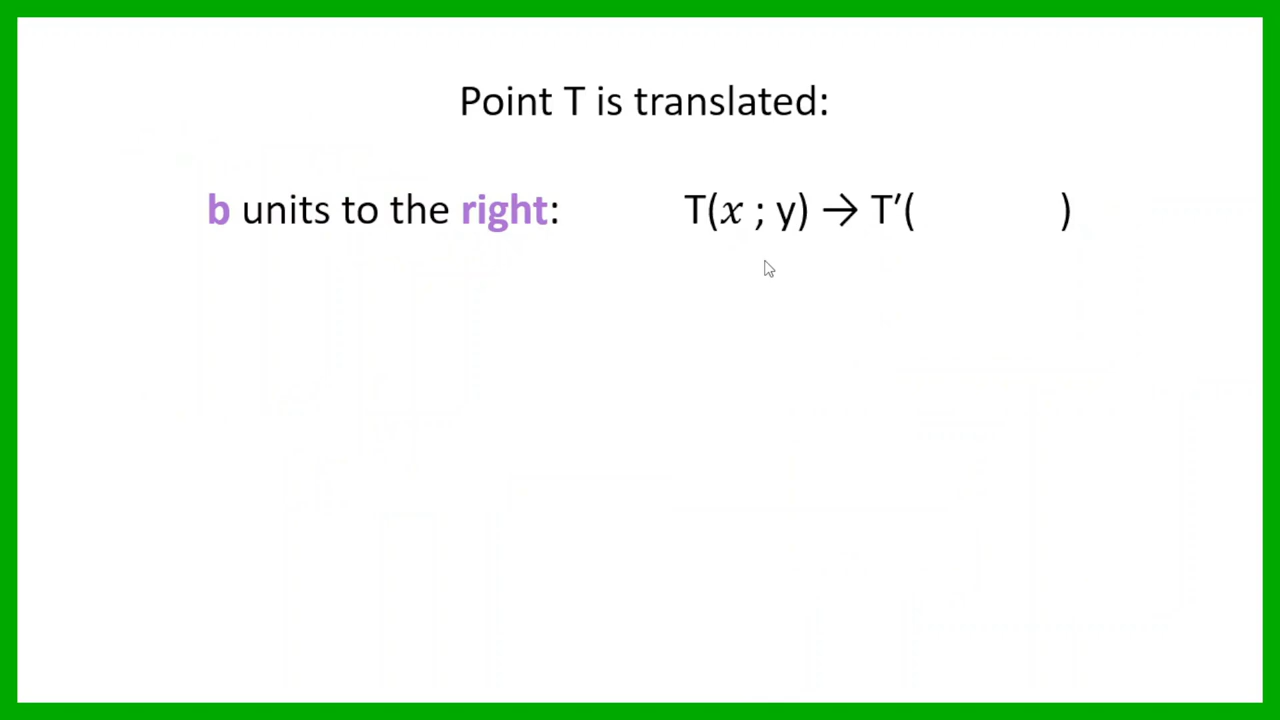 Point T is translated:
b units to the right: T(x ; y) → T′( )